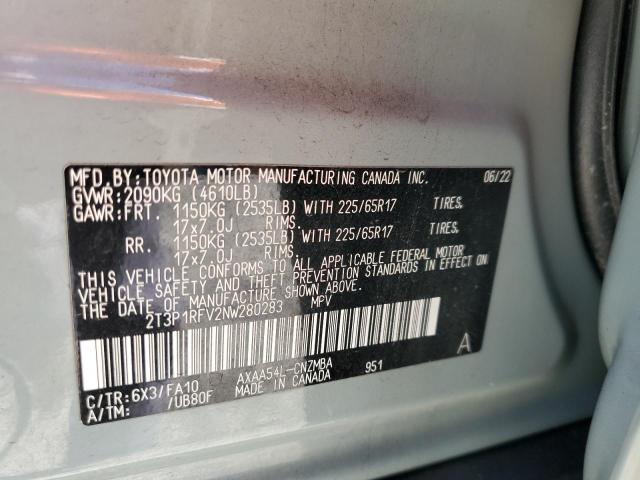 MFD. BY: TOYOTA MOTOR MANUFACTURING CANADA INC. 06/22
GVWR: 2090KG (4610LB)
GAWR: FRT. 1150KG (2535LB) WITH 225/65R17 TIRES.
17x7.0J RIMS.
RR. 1150KG (2535LB) WITH 225/65R17 TIRES.
17x7.0J RIMS.
THIS VEHICLE CONFORMS TO ALL APPLICABLE FEDERAL MOTOR
VEHICLE SAFETY AND THEFT PREVENTION STANDARDS IN EFFECT ON
THE DATE OF MANUFACTURE SHOWN ABOVE.
2T3P1RFV2NW280283 MPV
A
C/TR: 6X3/FA10 AXAA54L-CNZMBA 951
A/TM: /UB80F MADE IN CANADA